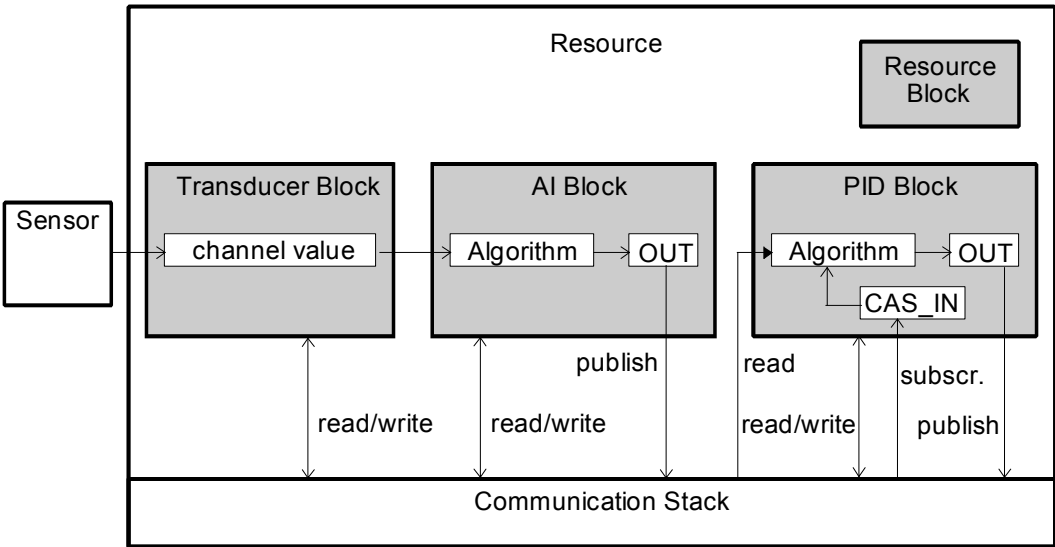 Resource
Resource
Block
Transducer Block
AI Block
PID Block
Sensor
channel value
Algorithm
OUT
Algorithm
OUT
CAS_IN
publish
read
subscr.
read/write
read/write
read/write
publish
Communication Stack